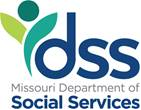 dss
Missouri Department of
Social Services